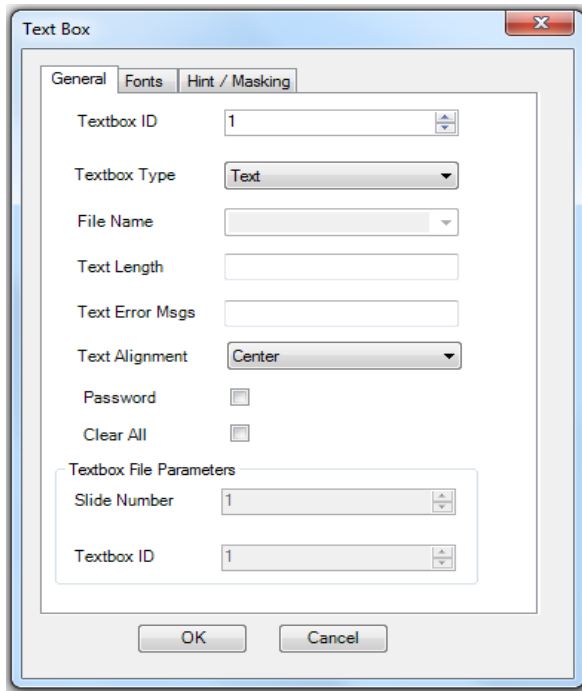 Text Box
General Fonts Hint / Masking
Textbox ID 1
Textbox Type Text
File Name
Text Length
Text Error Msgs
Text Alignment Center
Password
Clear All
Textbox File Parameters
Slide Number 1
Textbox ID 1
OK Cancel